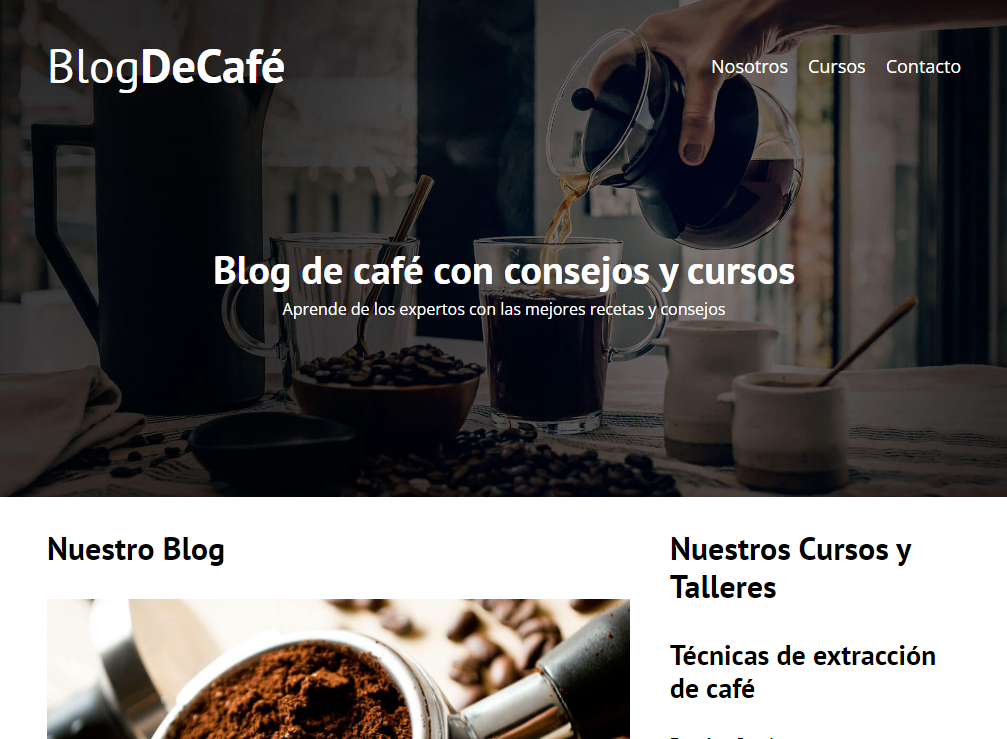 BlogDeCafé
Nosotros Cursos Contacto
Blog de café con consejos y cursos
Aprende de los expertos con las mejores recetas y consejos
Nuestro Blog
Nuestros Cursos y
Talleres
Técnicas de extracción
de café